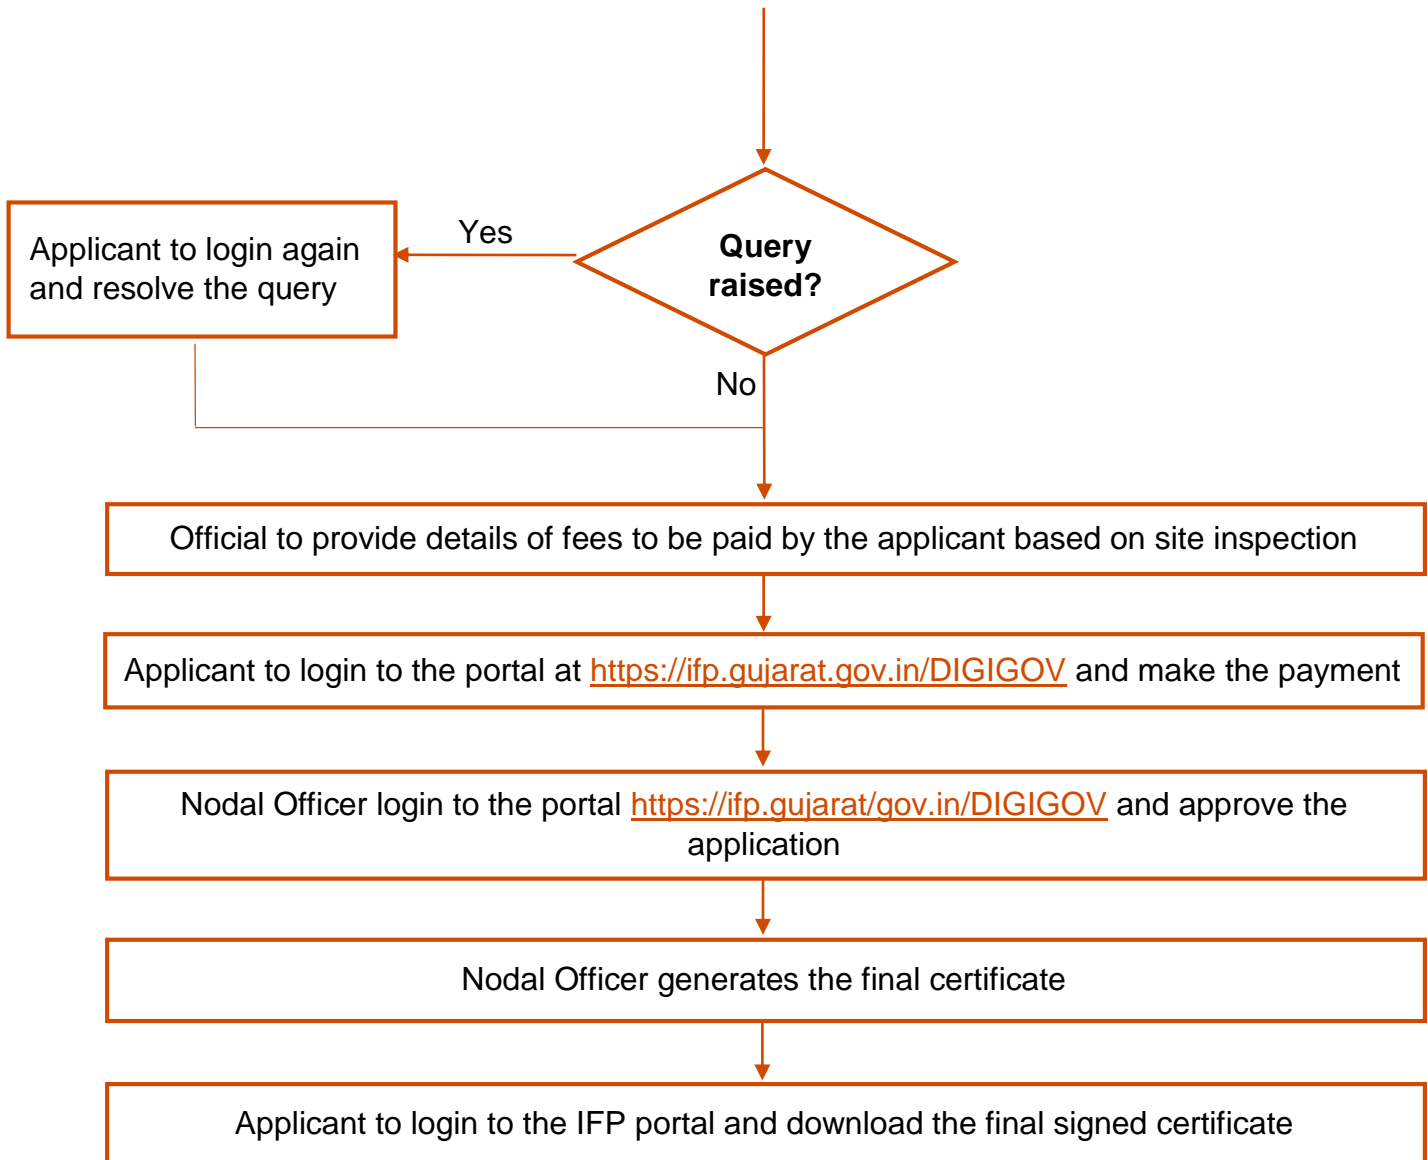 Yes
Query
raised?
Applicant to login again
and resolve the query
No
Official to provide details of fees to be paid by the applicant based on site inspection
Applicant to login to the portal at https://ifp.gujarat.gov.in/DIGIGOV and make the payment
Nodal Officer login to the portal https://ifp.gujarat/gov.in/DIGIGOV and approve the
application
Nodal Officer generates the final certificate
Applicant to login to the IFP portal and download the final signed certificate